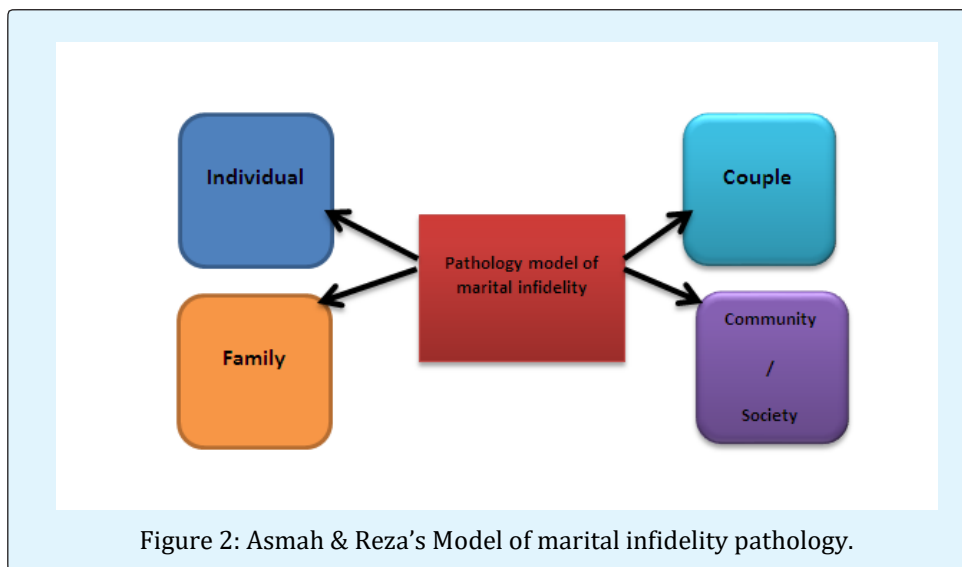 Individual
Couple
Pathology model of
marital infidelity
Family
Community
/
Society
Figure 2: Asmah & Reza’s Model of marital infidelity pathology.